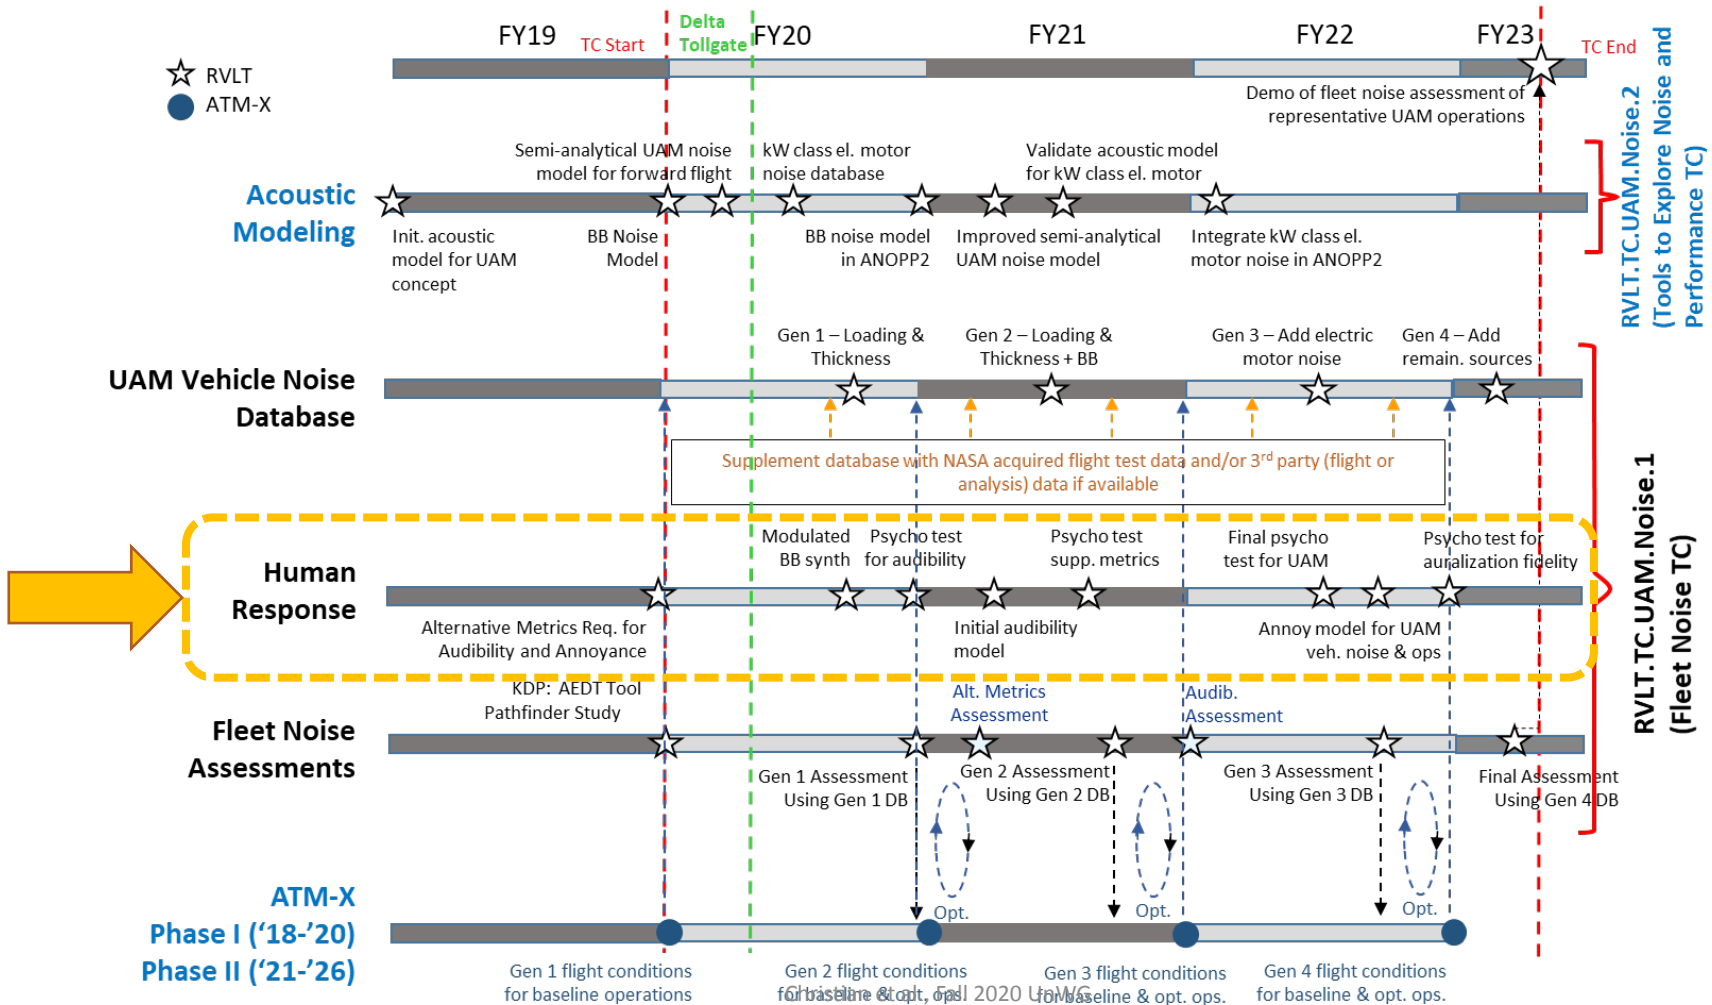 FY19
TC Start
Delta
Tollgate
FY20
FY21
FY22
FY23
TC End
RVLT
ATM-X
Demo of fleet noise assessment of
representative UAM operations
RVLT.TC.UAM.Noise.2
(Tools to Explore Noise and
Performance TC)
Acoustic
Modeling
Semi-analytical UAM noise
model for forward flight
kW class el. motor
noise database
Validate acoustic model
for kW class el. motor
Init. acoustic
model for UAM
concept
BB Noise
Model
BB noise model
in ANOPP2
Improved semi-analytical
UAM noise model
Integrate kW class el.
motor noise in ANOPP2
UAM Vehicle Noise
Database
Gen 1 – Loading &
Thickness
Gen 2 – Loading &
Thickness + BB
Gen 3 – Add electric
motor noise
Gen 4 – Add
remain. sources
Supplement database with NASA acquired flight test data and/or 3rd party (flight or
analysis) data if available
RVLT.TC.UAM.Noise.1
(Fleet Noise TC)
Human
Response
Modulated
BB synth
Psycho test
for audibility
Psycho test
supp. metrics
Final psycho
test for UAM
Psycho test for
auralization fidelity
Alternative Metrics Req. for
Audibility and Annoyance
Initial audibility
model
Annoy model for UAM
veh. noise & ops
Fleet Noise
Assessments
KDP: AEDT Tool
Pathfinder Study
Alt. Metrics
Assessment
Audib.
Assessment
Gen 1 Assessment
Using Gen 1 DB
Gen 2 Assessment
Using Gen 2 DB
Gen 3 Assessment
Using Gen 3 DB
Final Assessment
Using Gen 4 DB
Opt.
Opt.
Opt.
ATM-X
Phase I (‘18-’20)
Phase II (‘21-’26)
Gen 1 flight conditions
for baseline operations
Gen 2 flight conditions
for baseline & opt. ops.
Gen 3 flight conditions
for baseline & opt. ops.
Gen 4 flight conditions
for baseline & opt. ops.
Christian et al., Fall 2020 UnWG